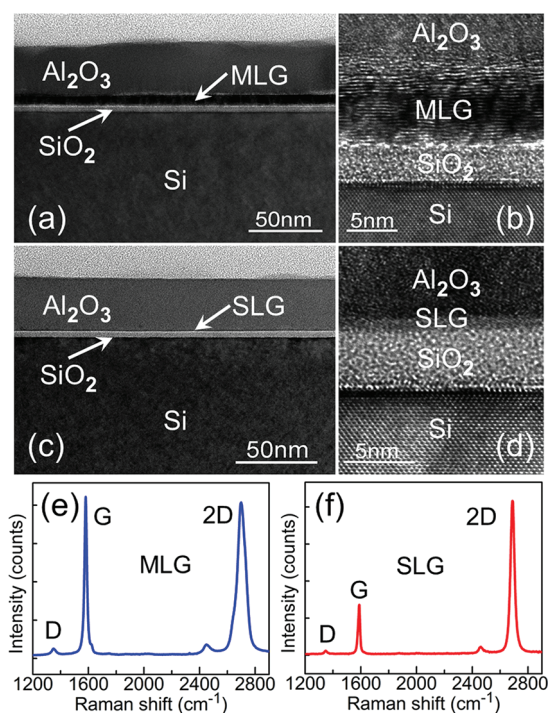 Al2O3
MLG
SiO2
Si
(a)
50nm
Al2O3
MLG
SiO2
Si
5nm
(b)
Al2O3
SLG
SiO2
Si
(c)
50nm
Al2O3
SLG
SiO2
Si
5nm
(d)
(e)
G
2D
MLG
D
Intensity (counts)
1200 1600 2000 2400 2800
Raman shift (cm-1)
(f)
2D
SLG
G
D
Intensity (counts)
1200 1600 2000 2400 2800
Raman shift (cm-1)